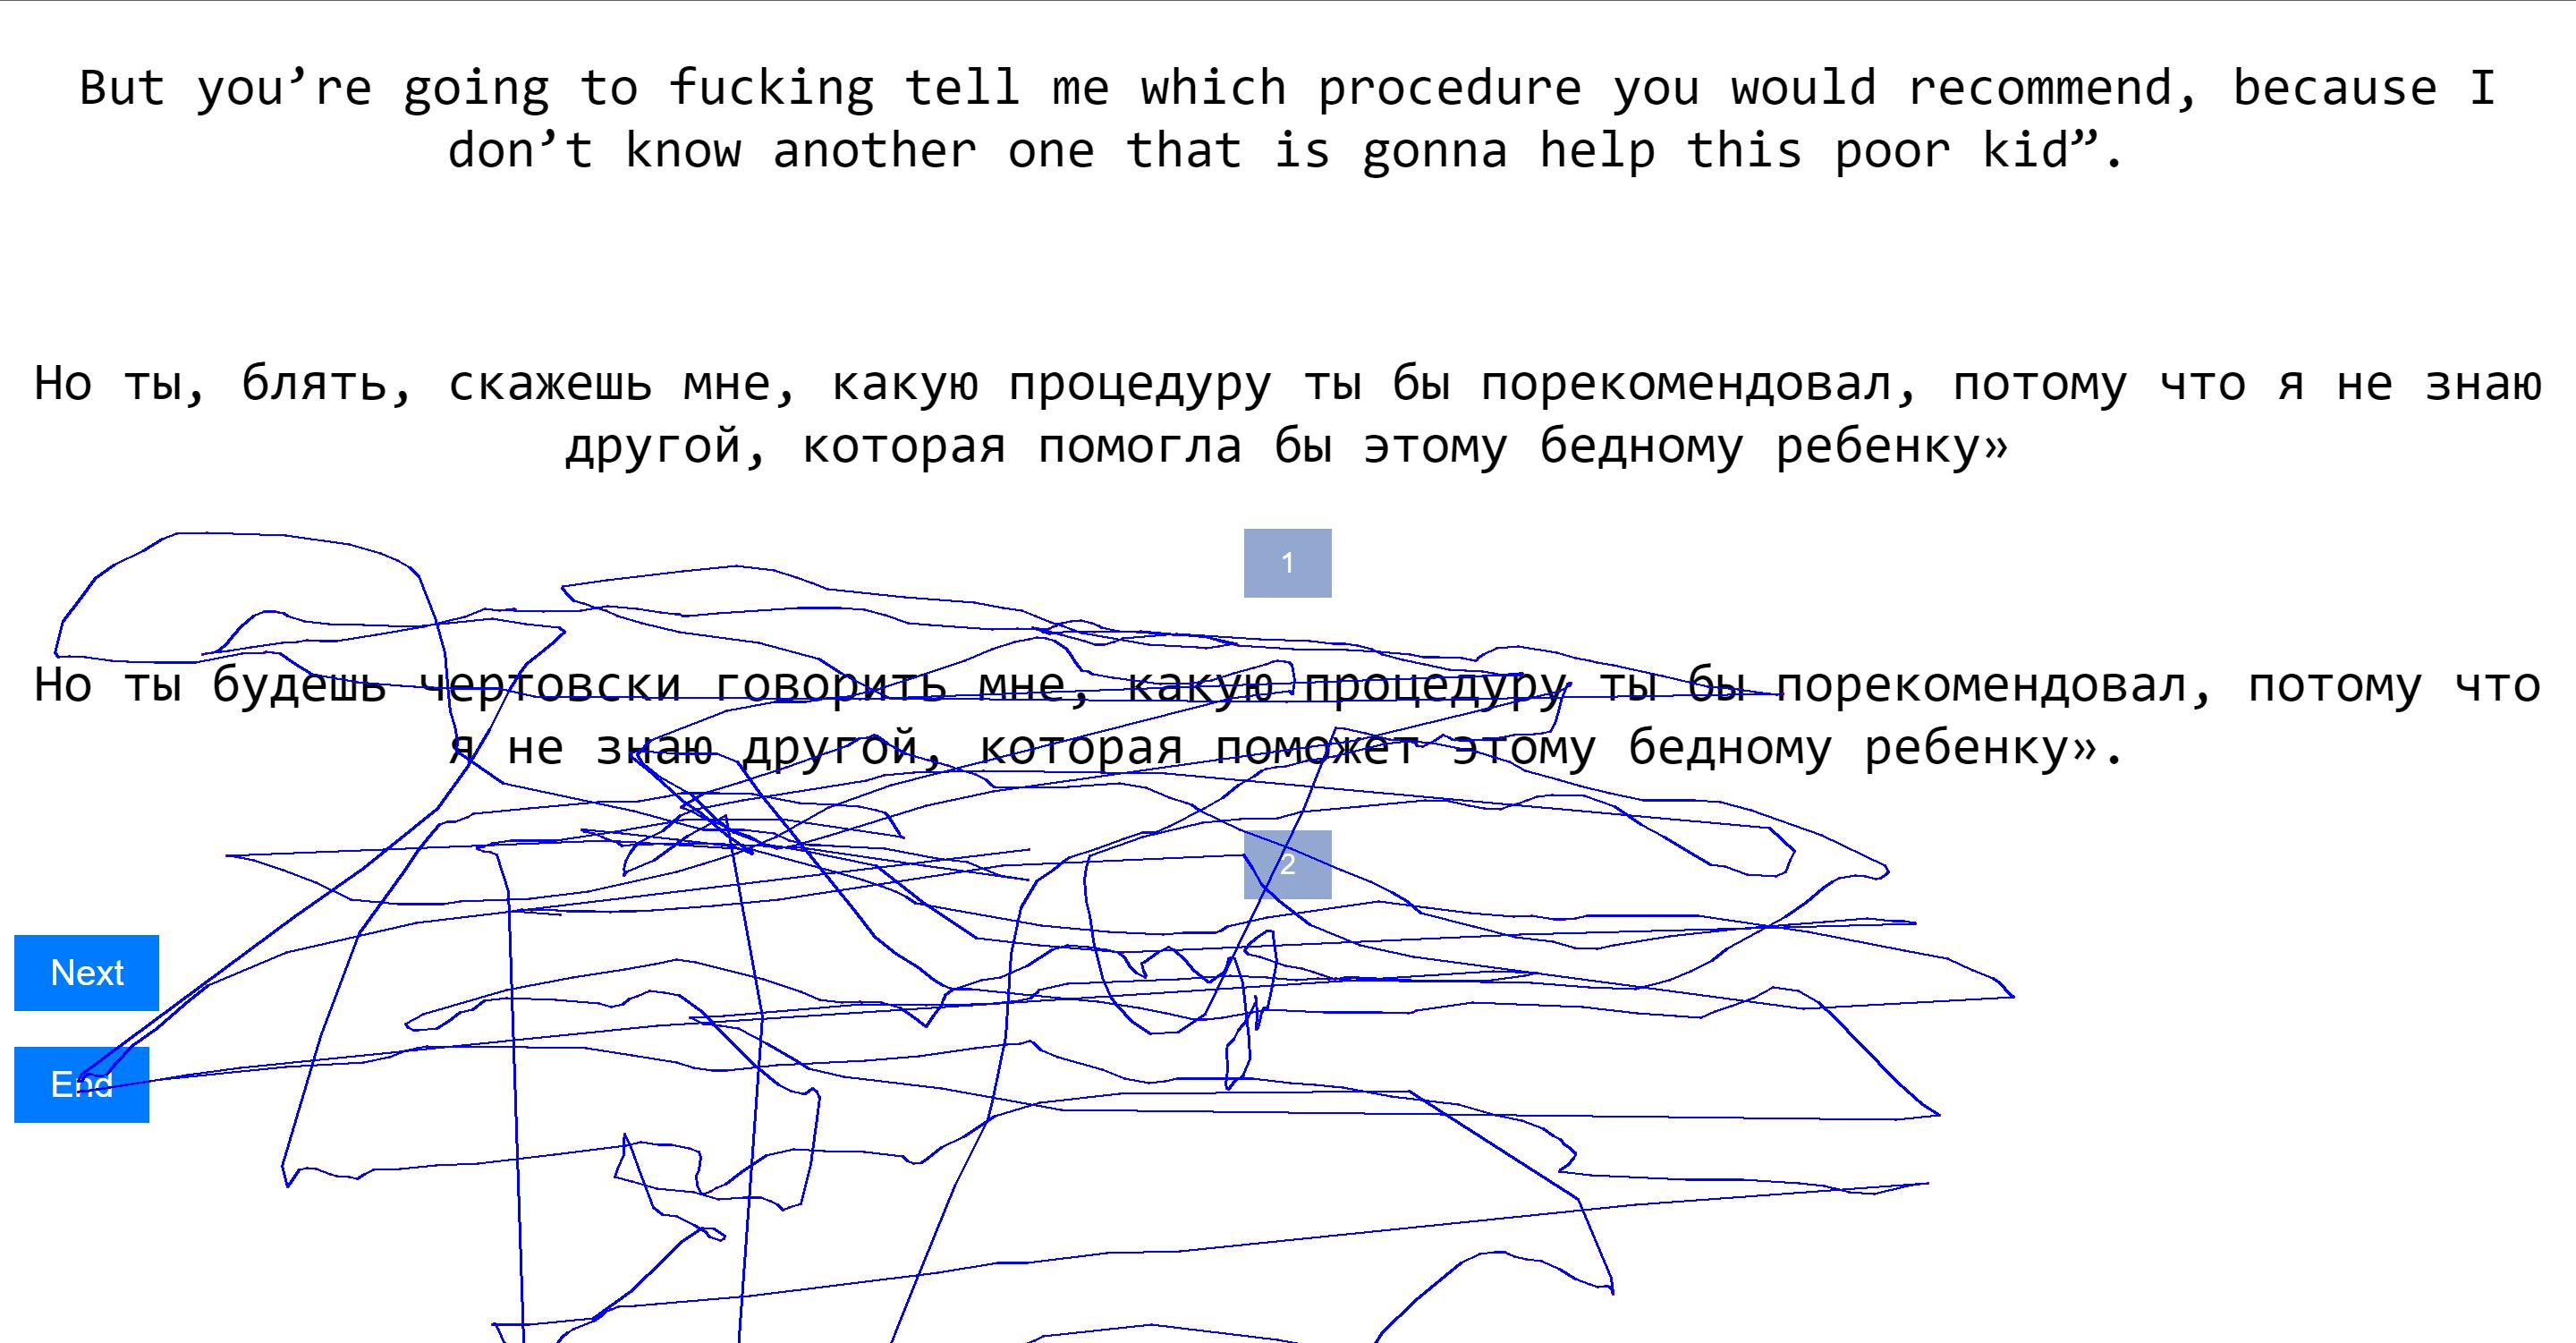 But you’re going to fucking tell me which procedure you would recommend, because I
don’t know another one that is gonna help this poor kid”.
Но ты, блять, скажешь мне, какую процедуру ты бы порекомендовал, потому что я не знаю
другой, которая помогла бы этому бедному ребенку»
1
Но ты будешь чертовски говорить мне, какую процедуру ты бы порекомендовал, потому что
я не знаю другой, которая поможет этому бедному ребенку».
2
Next
End